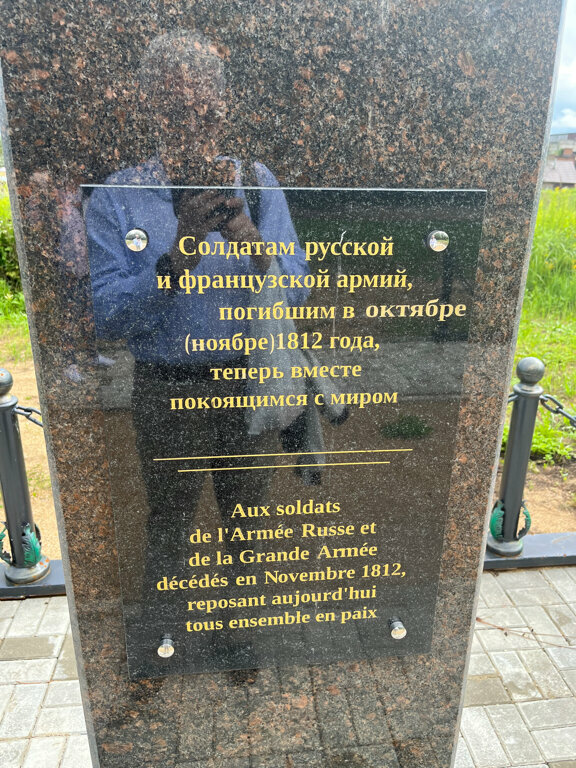 Солдатам русской
и французской армий,
погибшим в октябре
(ноябре)1812 года,
теперь вместе
покоящимся с миром
Aux soldats
de l'Armée Russe et
de la Grande Armée
décédés en Novembre 1812,
reposant aujourd'hui
tous ensemble en paix